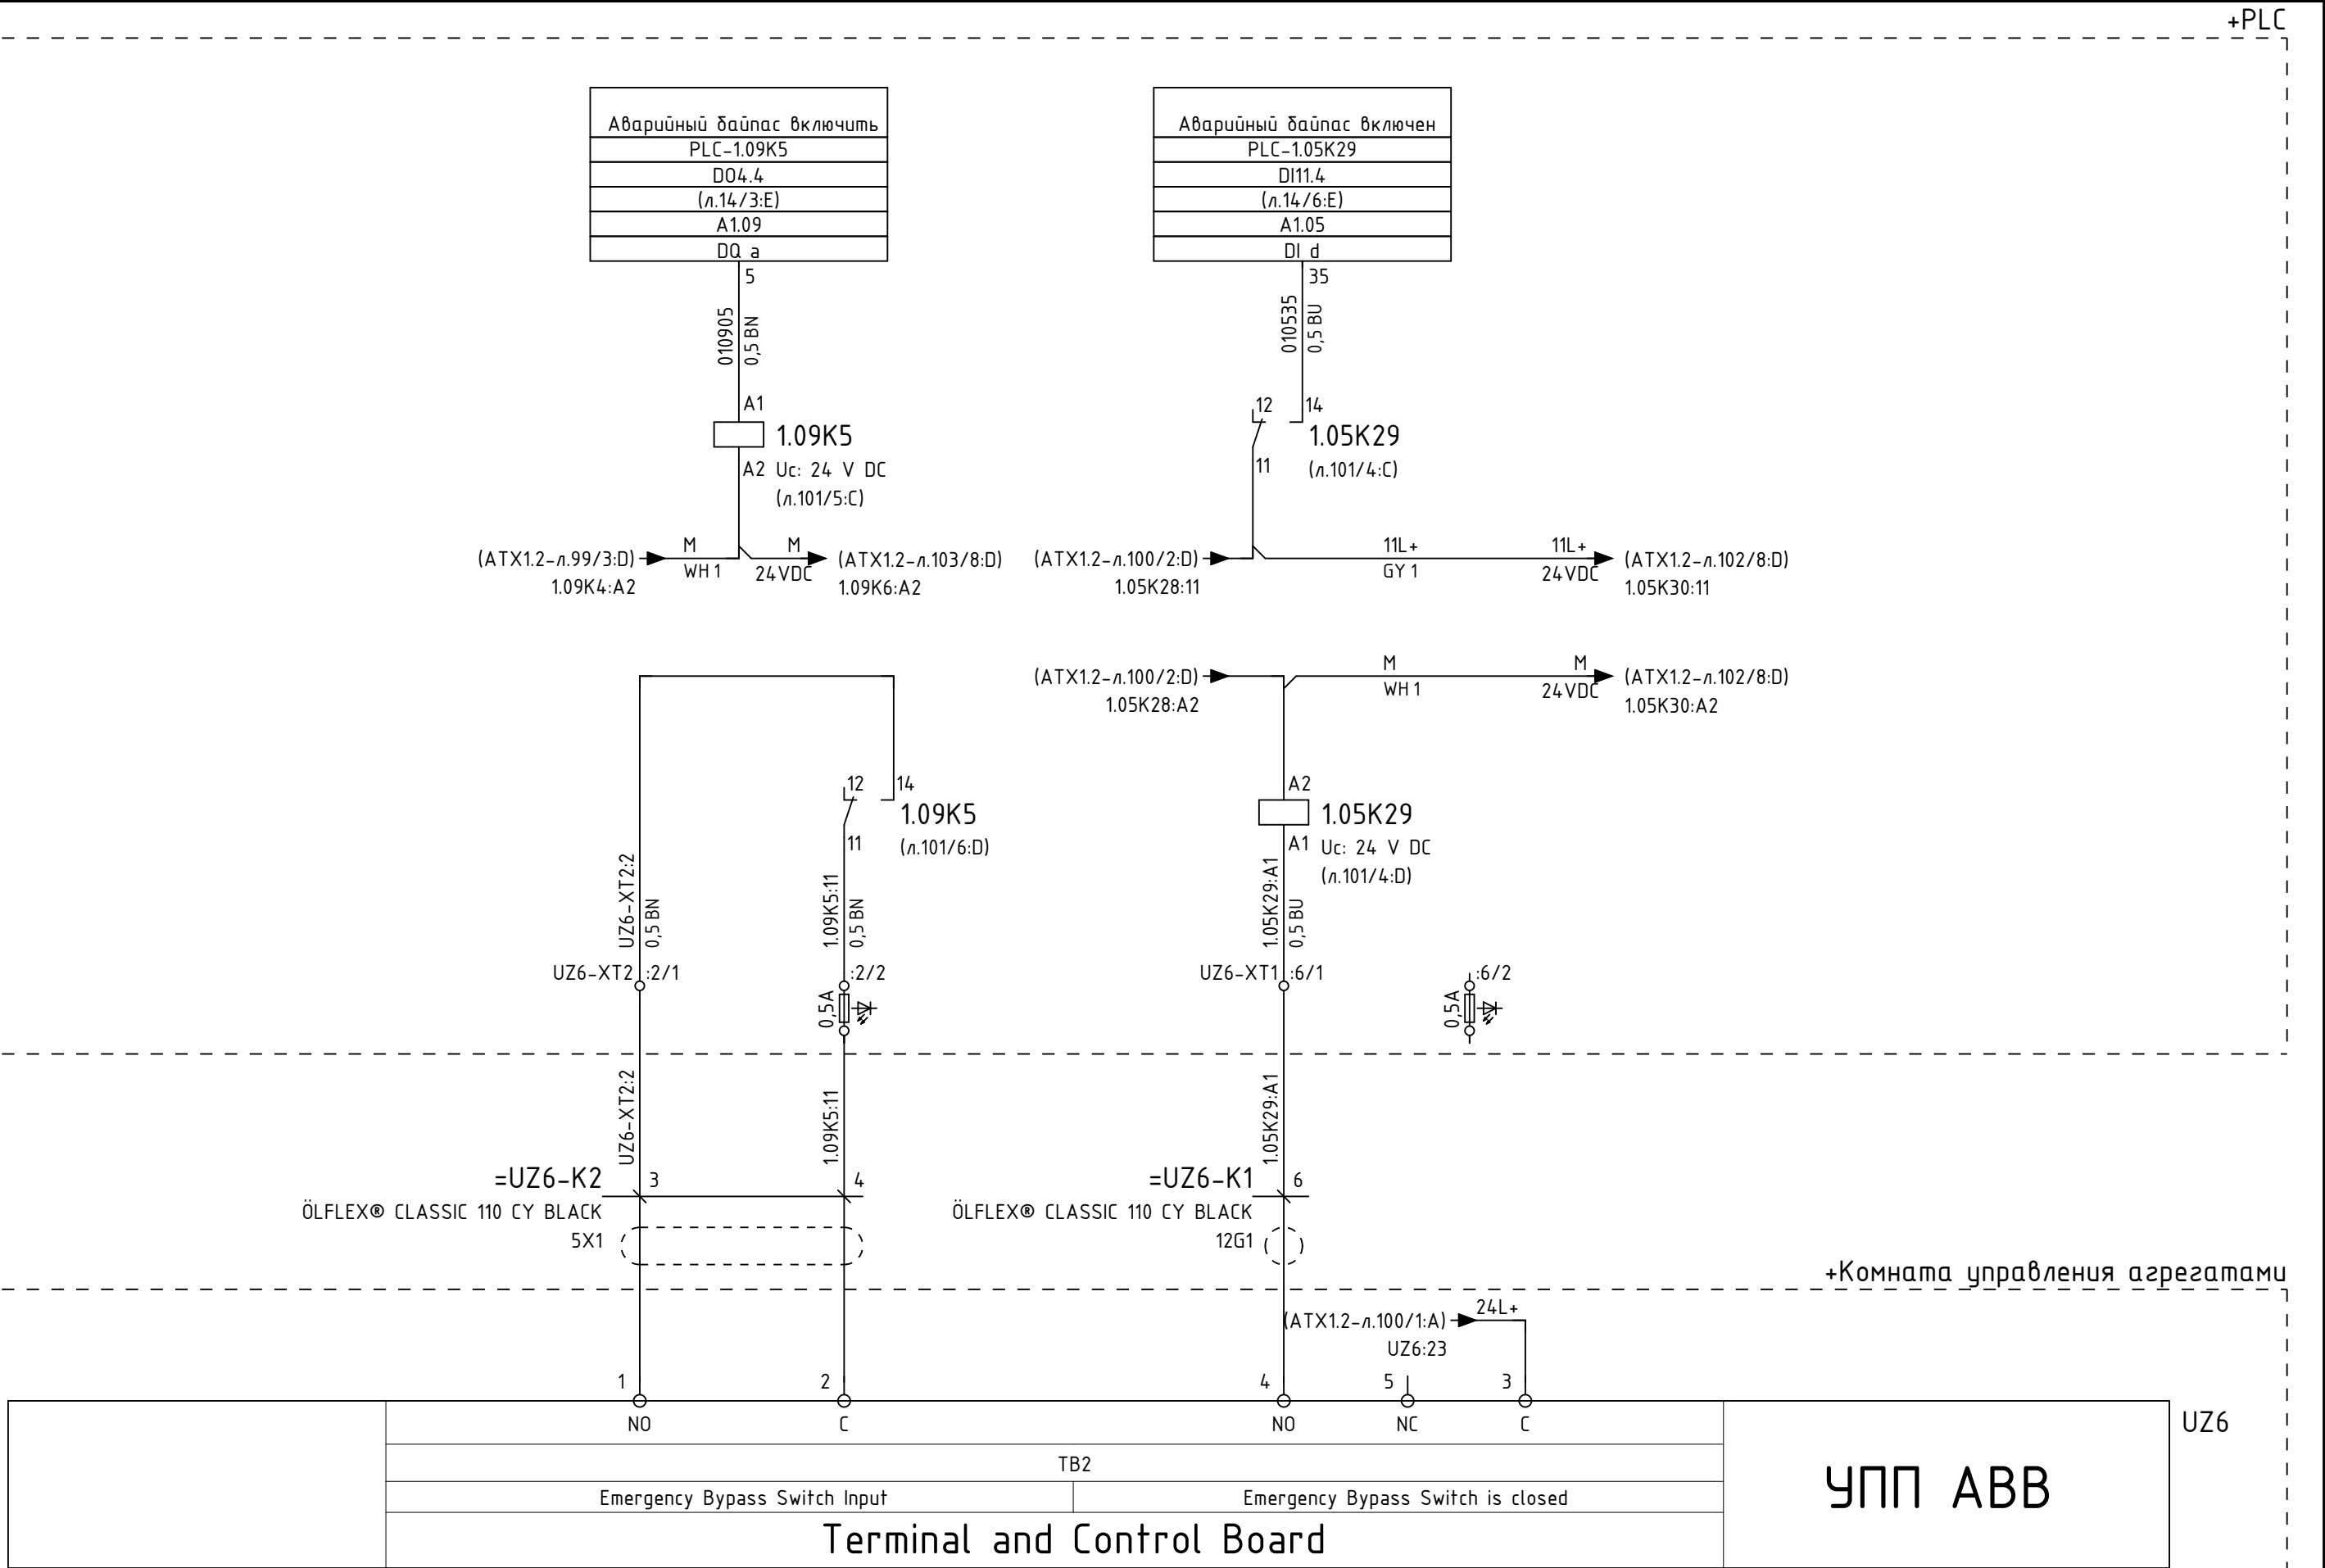 +PLC
Аварийный байпас включить
PLC-1.09K5
DO4.4
(л.14/3:E)
A1.09
DQ a
5
010905
0,5 BN
A1
1.09K5
A2 Uc: 24 V DC
(л.101/5:C)
(ATX1.2-л.99/3:D)
1.09K4:A2
M
WH 1
M
24VDC
(ATX1.2-л.103/8:D)
1.09K6:A2
Аварийный байпас включен
PLC-1.05K29
DI11.4
(л.14/6:E)
A1.05
DI d
35
010535
0,5 BU
12
14
1.05K29
11
(л.101/4:C)
(ATX1.2-л.100/2:D)
1.05K28:11
11L+
GY 1
11L+
24VDC
(ATX1.2-л.102/8:D)
1.05K30:11
(ATX1.2-л.100/2:D)
1.05K28:A2
M
WH 1
M
24VDC
(ATX1.2-л.102/8:D)
1.05K30:A2
12
14
1.09K5
11
(л.101/6:D)
UZ6-XT2:2
0,5 BN
1.09K5:11
0,5 BN
A2
1.05K29
A1 Uc: 24 V DC
(л.101/4:D)
1.05K29:A1
0,5 BU
UZ6-XT2
:2/1
:2/2
0,5A
UZ6-XT1
:6/1
:6/2
0,5A
UZ6-XT2:2
1.09K5:11
1.05K29:A1
=UZ6-K2
3
4
ÖLFLEX® CLASSIC 110 CY BLACK
5X1
=UZ6-K1
6
ÖLFLEX® CLASSIC 110 CY BLACK
12G1
+Комната управления агрегатами
(ATX1.2-л.100/1:A)
24L+
UZ6:23
1
2
4
5
3
NO
C
NO
NC
C
UZ6
TB2
Emergency Bypass Switch Input
Emergency Bypass Switch is closed
УПП ABB
Terminal and Control Board